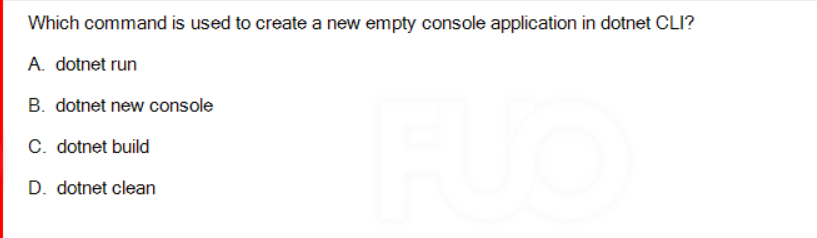 Which command is used to create a new empty console application in dotnet CLI?
A. dotnet run
B. dotnet new console
C. dotnet build
D. dotnet clean
FUO